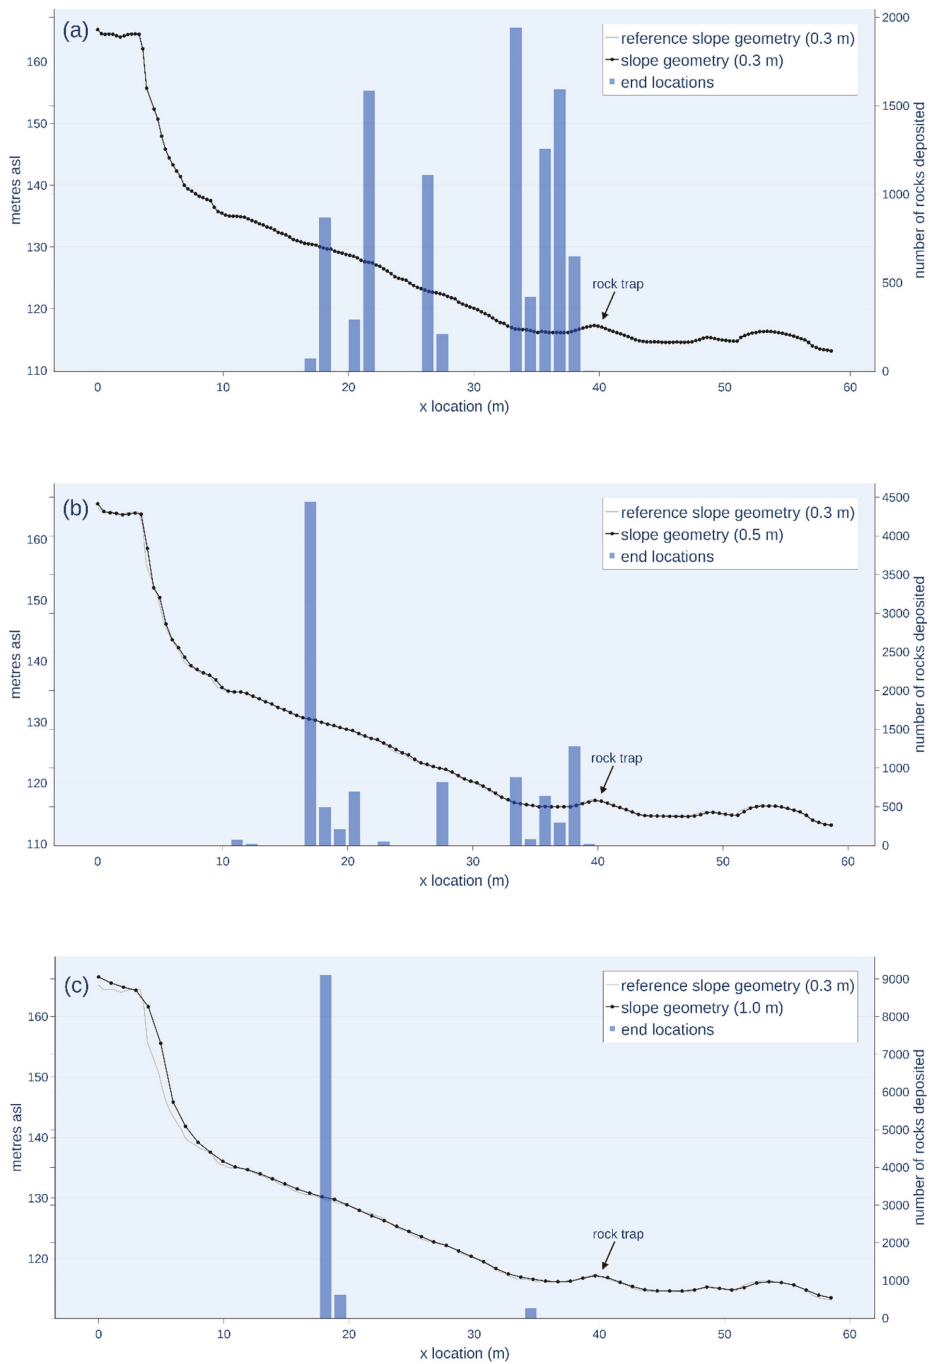 (a)
reference slope geometry (0.3 m)
slope geometry (0.3 m)
end locations
160
150
140
130
120
110
metres asl
2000
1500
1000
500
0
number of rocks deposited
rock trap
0 10 20 30 40 50 60
x location (m)
(b)
reference slope geometry (0.3 m)
slope geometry (0.5 m)
end locations
160
150
140
130
120
110
metres asl
4500
4000
3500
3000
2500
2000
1500
1000
500
0
number of rocks deposited
rock trap
0 10 20 30 40 50 60
x location (m)
(c)
reference slope geometry (0.3 m)
slope geometry (1.0 m)
end locations
160
150
140
130
120
metres asl
9000
8000
7000
6000
5000
4000
3000
2000
1000
0
number of rocks deposited
rock trap
0 10 20 30 40 50 60
x location (m)